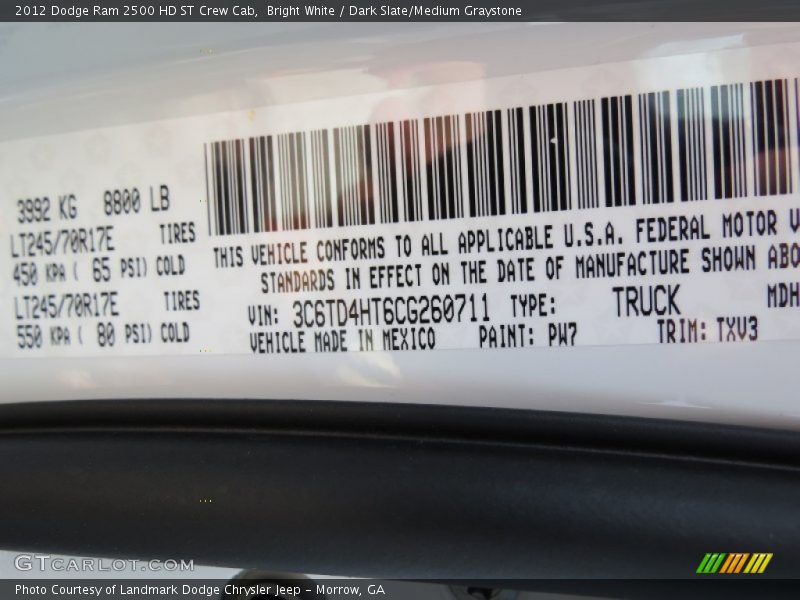 2012 Dodge Ram 2500 HD ST Crew Cab, Bright White / Dark Slate/Medium Graystone
3992 KG 8800 LB
LT245/70R17E TIRES
450 KPA ( 65 PSI) COLD
LT245/70R17E TIRES
550 KPA ( 80 PSI) COLD
THIS VEHICLE CONFORMS TO ALL APPLICABLE U.S.A. FEDERAL MOTOR V
STANDARDS IN EFFECT ON THE DATE OF MANUFACTURE SHOWN ABO
VIN: 3C6TD4HT6CG260711 TYPE: TRUCK MDH
VEHICLE MADE IN MEXICO PAINT: PW7 TRIM: TXV3
GTCARLOT.COM
Photo Courtesy of Landmark Dodge Chrysler Jeep - Morrow, GA